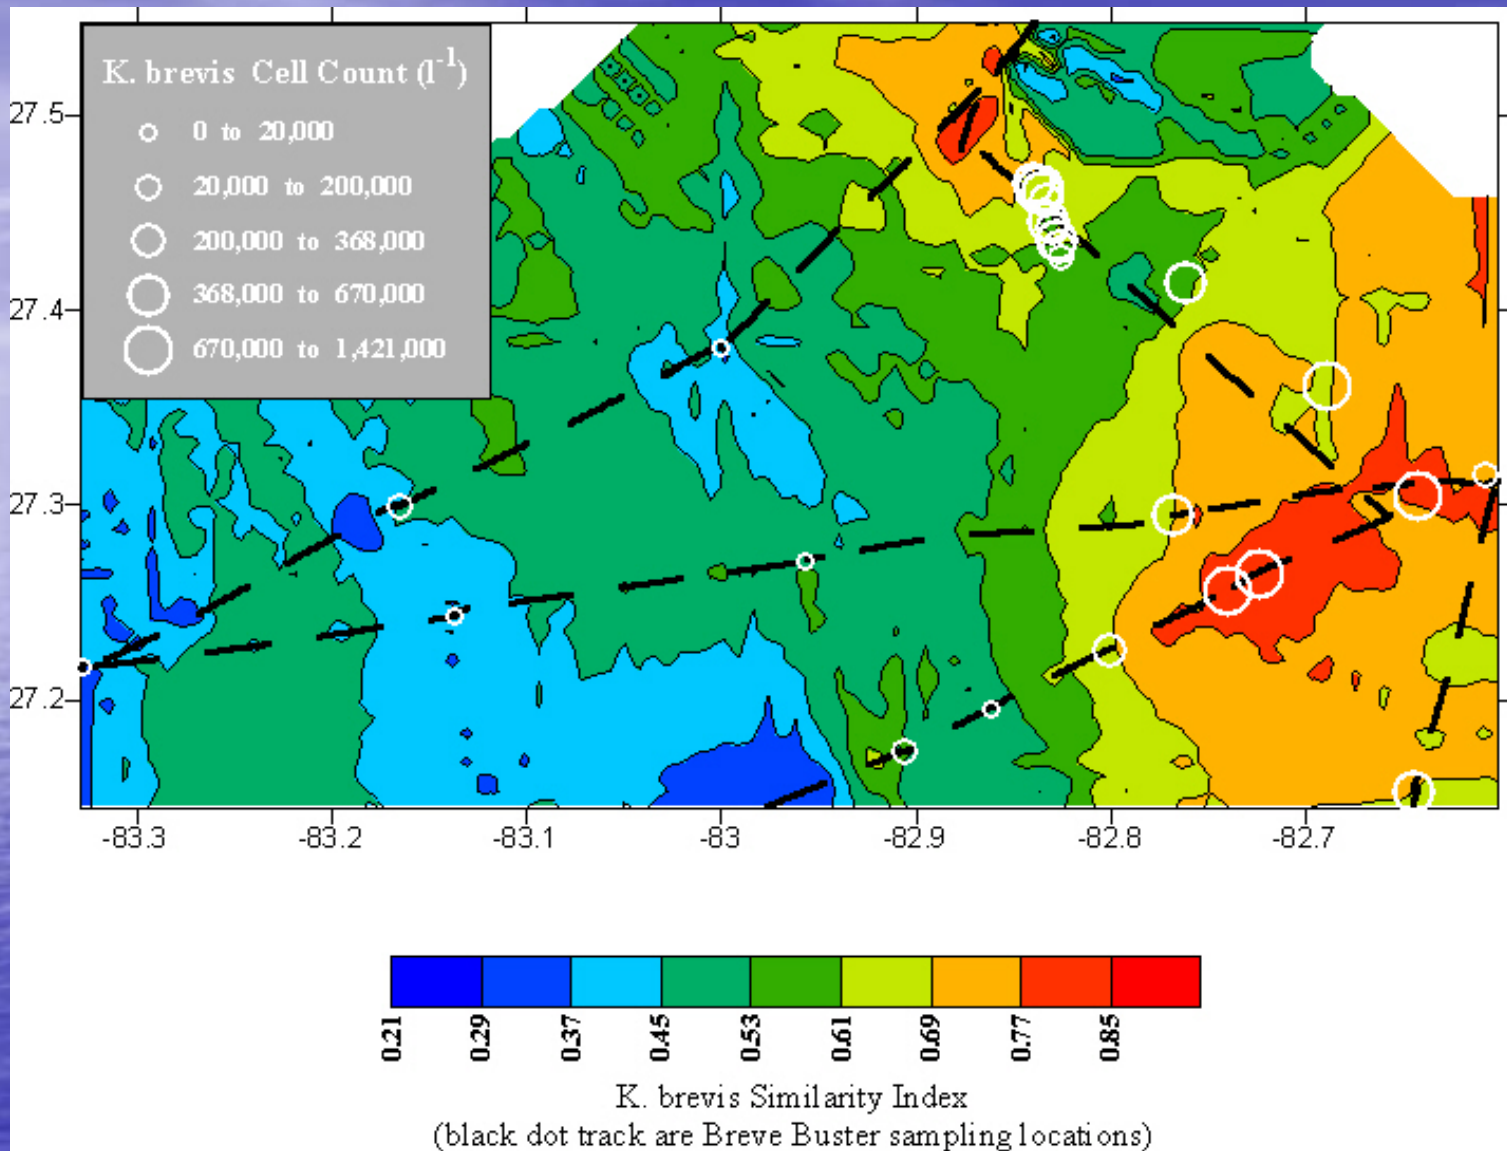 K. brevis Cell Count (l⁻¹)
0 to 20,000
20,000 to 200,000
200,000 to 368,000
368,000 to 670,000
670,000 to 1,421,000
27.5
27.4
27.3
27.2
-83.3 -83.2 -83.1 -83 -82.9 -82.8 -82.7
0.21 0.29 0.37 0.45 0.53 0.61 0.69 0.77 0.85
K. brevis Similarity Index
(black dot track are Breve Buster sampling locations)